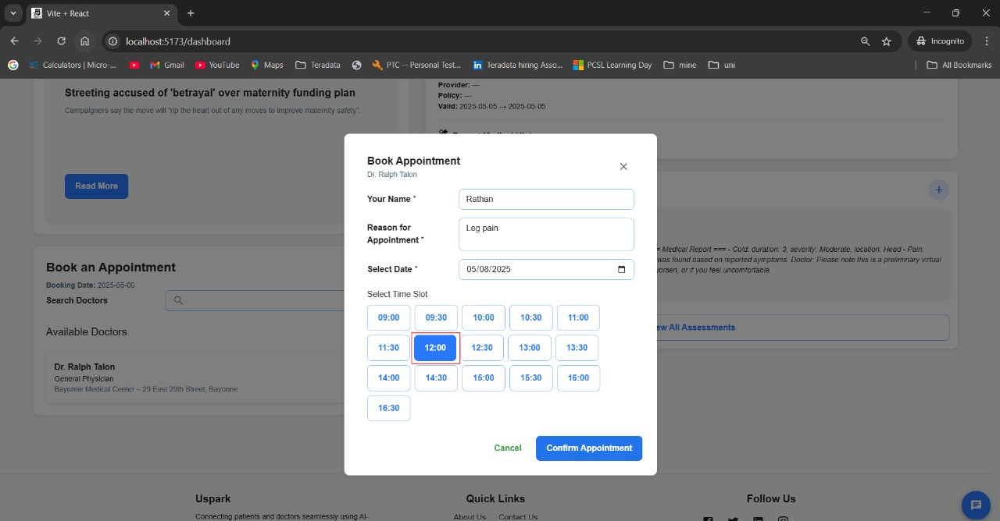 Vite + React
localhost:5173/dashboard
Incognito
Calculators | Micro-...
Gmail
YouTube
Maps
Teradata
PTC -- Personal Test...
Teradata hiring Asso...
PCSL Learning Day
mine
uni
All Bookmarks
Streeting accused of 'betrayal' over maternity funding plan
Campaigners say the move will "rip the heart out of any moves to improve maternity safety".
Read More
Provider: —
Policy: —
Valid: 2025-05-05 → 2025-05-05
Book an Appointment
Booking Date: 2025-05-06
Search Doctors
Available Doctors
Dr. Ralph Talon
General Physician
Bayonne Medical Center – 29 East 29th Street, Bayonne
Book Appointment
Dr. Ralph Talon
Your Name *
Rathan
Reason for
Appointment *
Leg pain
Select Date *
05/08/2025
Select Time Slot
09:00 09:30 10:00 10:30 11:00
11:30 12:00 12:30 13:00 13:30
14:00 14:30 15:00 15:30 16:00
16:30
Cancel
Confirm Appointment
+
= Medical Report === - Cold: duration: 3, severity: Moderate, location: Head - Pain:
was found based on reported symptoms. Doctor: Please note this is a preliminary virtual
or if you feel uncomfortable.
All Assessments
Uspark
Connecting patients and doctors seamlessly using AI-
Quick Links
About Us Contact Us
Follow Us